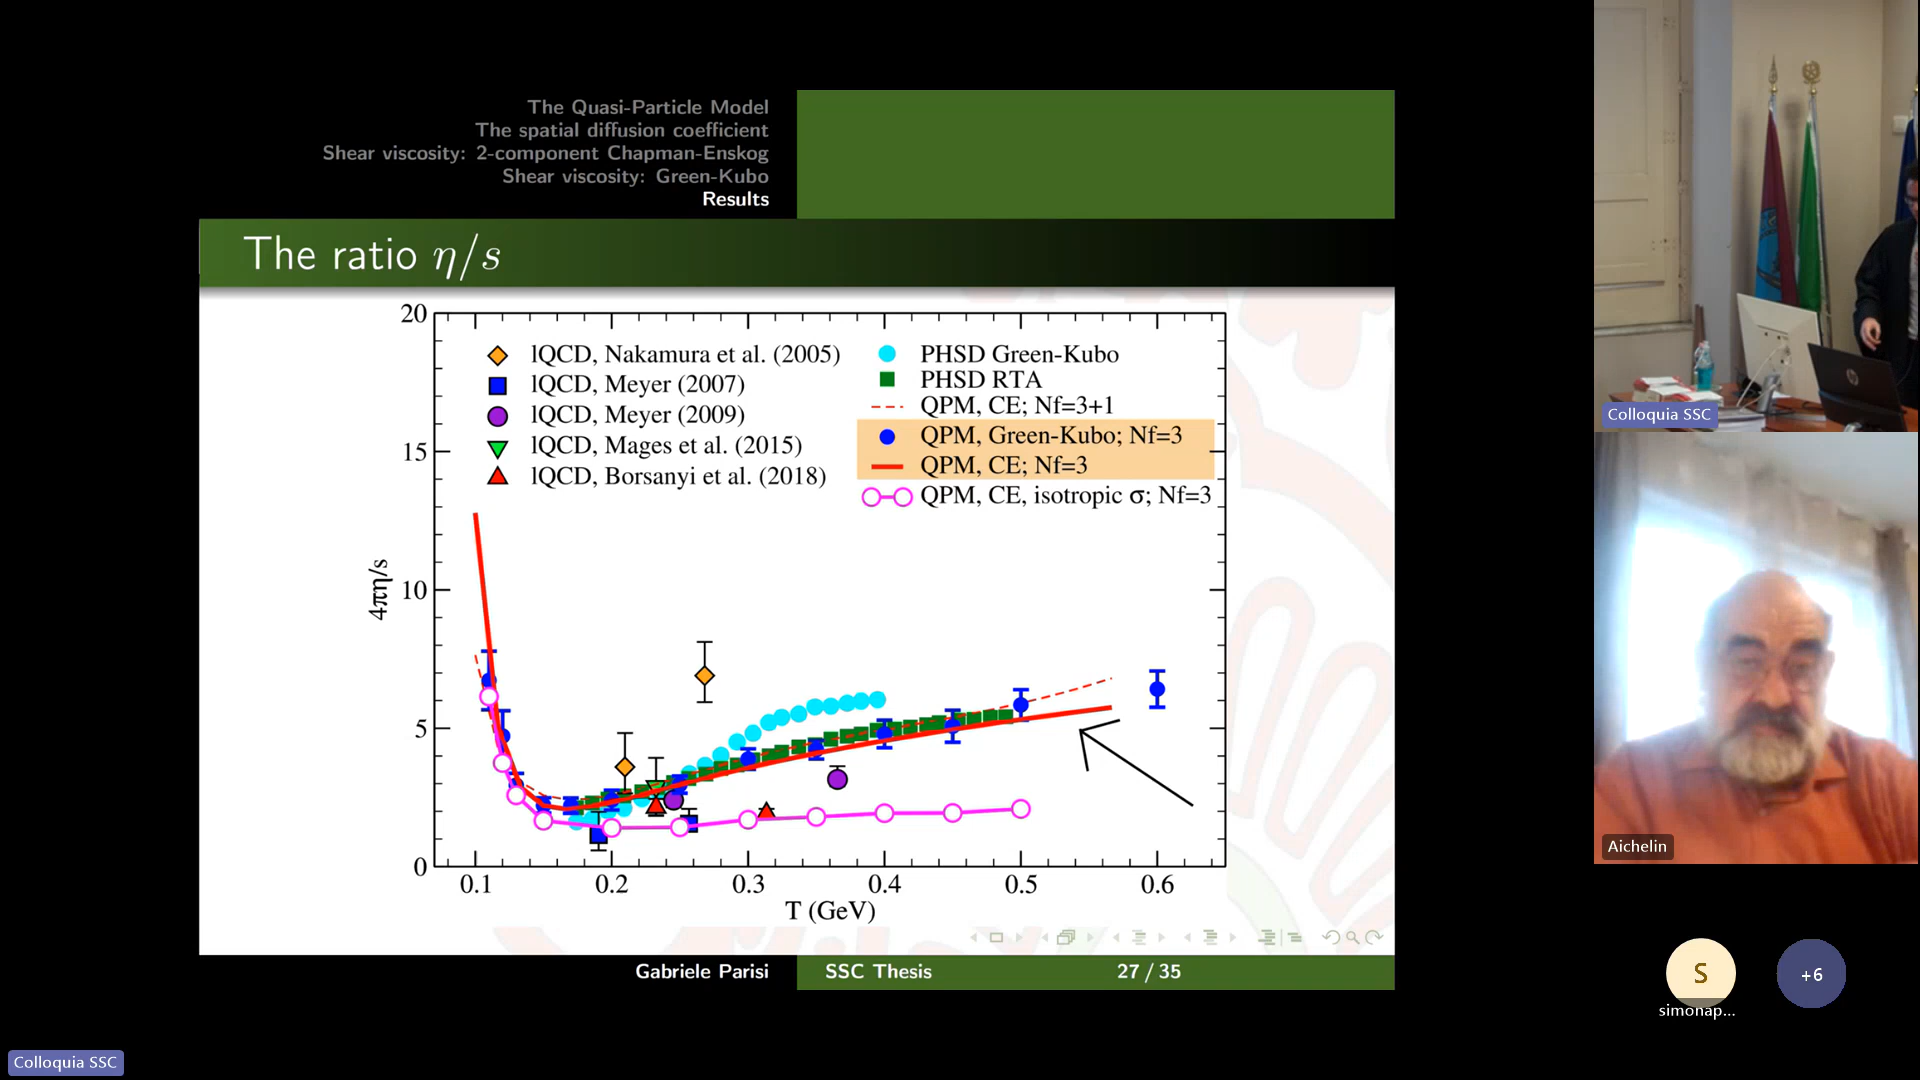 The Quasi-Particle Model
The spatial diffusion coefficient
Shear viscosity: 2-component Chapman-Enskog
Shear viscosity: Green-Kubo
Results
The ratio η/s
20
15
10
5
0
4πη/s
lQCD, Nakamura et al. (2005)
lQCD, Meyer (2007)
lQCD, Meyer (2009)
lQCD, Mages et al. (2015)
lQCD, Borsanyi et al. (2018)
PHSD Green-Kubo
PHSD RTA
QPM, CE; Nf=3+1
QPM, Green-Kubo; Nf=3
QPM, CE; Nf=3
QPM, CE, isotropic σ; Nf=3
0.1 0.2 0.3 0.4 0.5 0.6
T (GeV)
Gabriele Parisi SSC Thesis 27 / 35
Colloquia SSC
Aichelin
S
simonap...
+6
Colloquia SSC